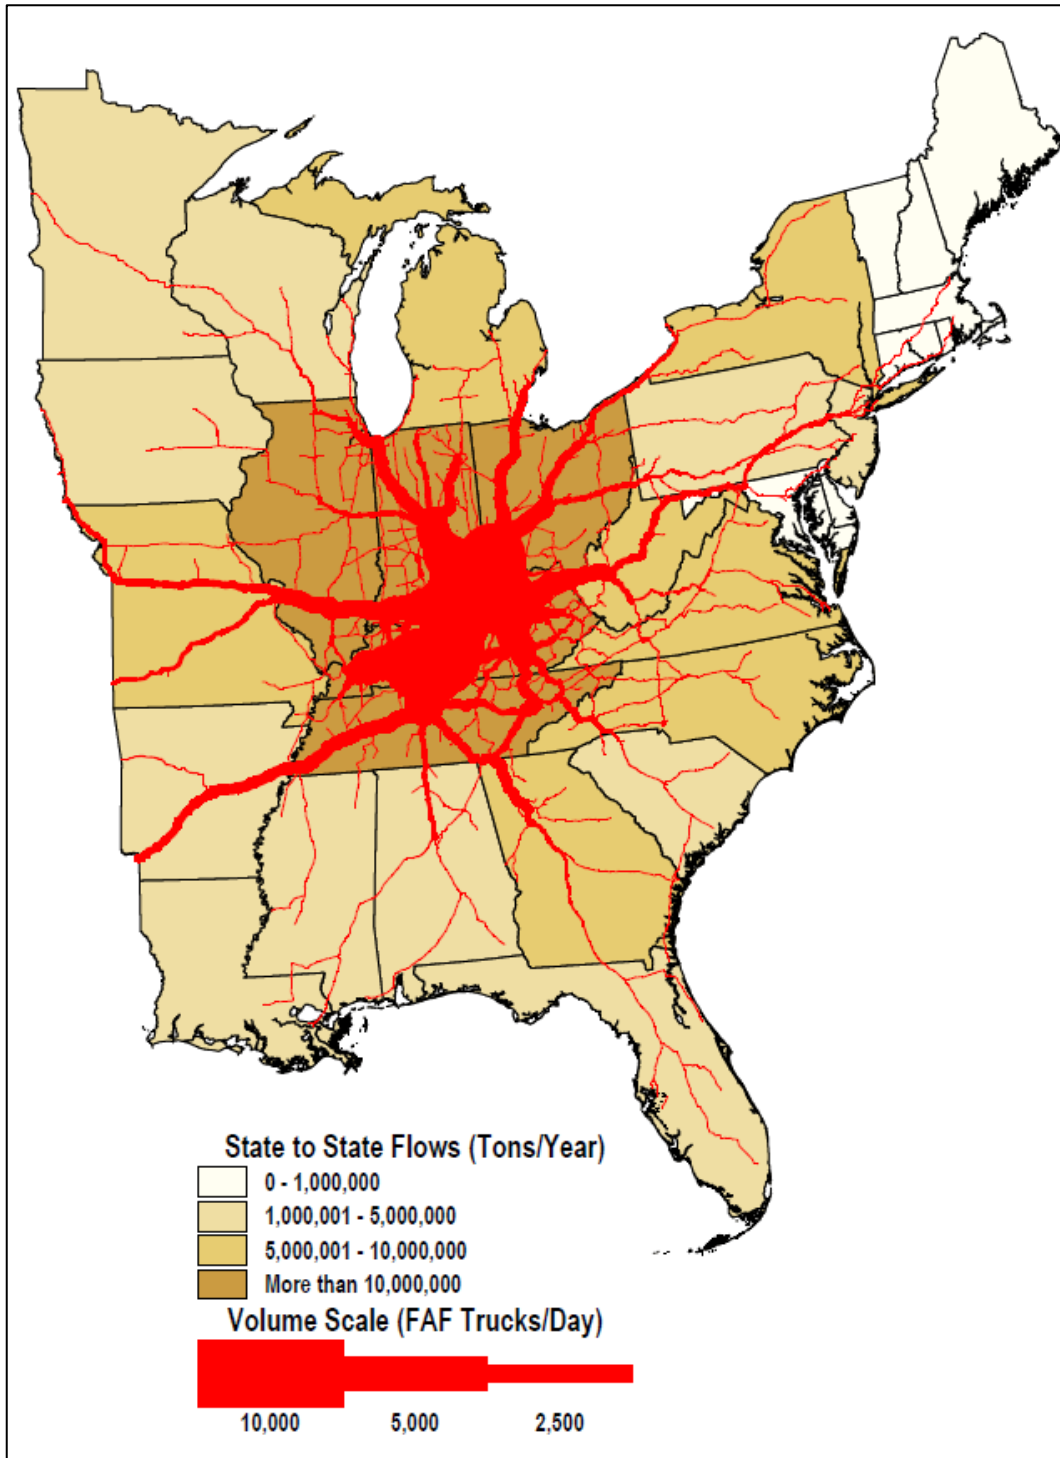 State to State Flows (Tons/Year)
0 - 1,000,000
1,000,001 - 5,000,000
5,000,001 - 10,000,000
More than 10,000,000
Volume Scale (FAF Trucks/Day)
10,000 5,000 2,500